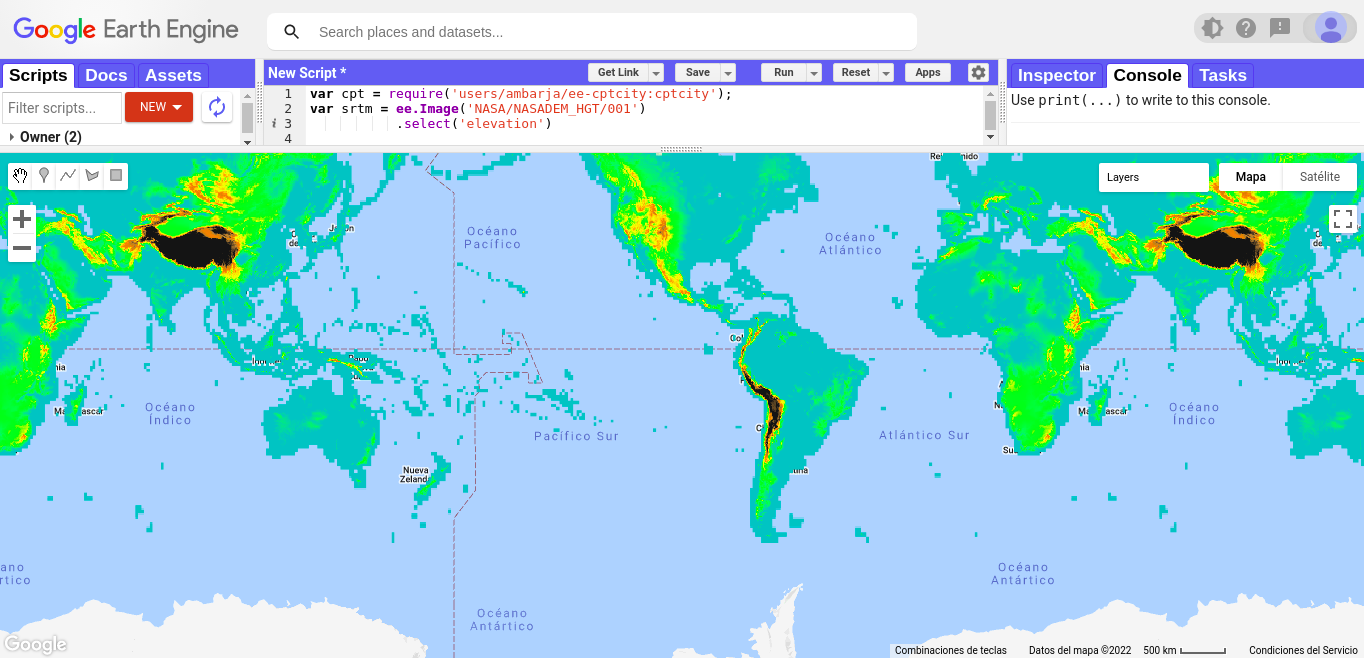 Google Earth Engine
Search places and datasets...
Scripts Docs Assets
Filter scripts...
NEW
Owner (2)
New Script *
Get Link
Save
Run
Reset
Apps
1 var cpt = require('users/ambarja/ee-cptcity:cptcity');
2 var srtm = ee.Image('NASA/NASADEM_HGT/001')
i 3 .select('elevation')
4
Inspector Console Tasks
Use print(...) to write to this console.
Layers
Mapa
Satélite
Océano
Pacífico
Océano
Atlántico
Océano
Índico
Pacífico Sur
Atlántico Sur
Océano
Índico
Nueva
Océano
Antártico
Océano
Antártico
Google
Combinaciones de teclas
Datos del mapa ©2022
500 km
Condiciones del Servicio